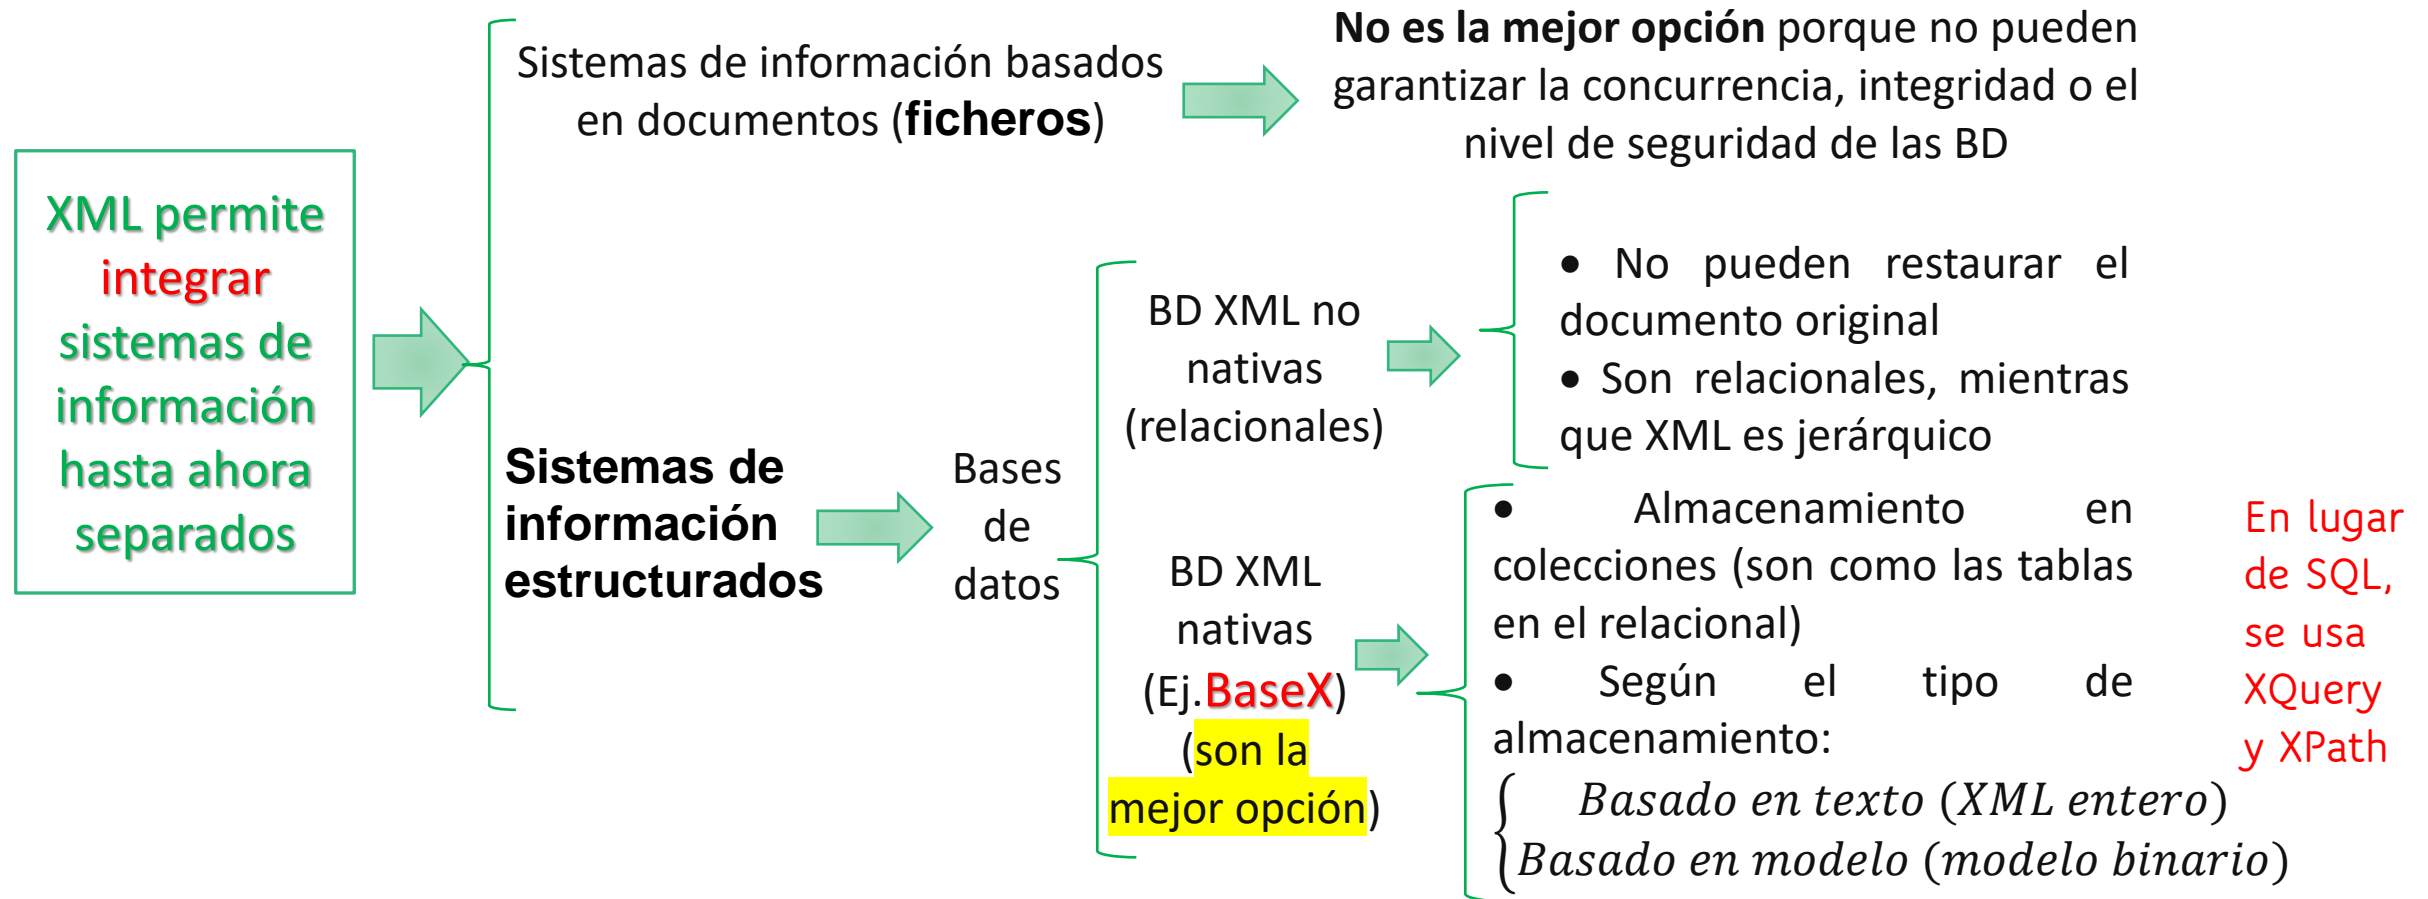 XML permite
integrar
sistemas de
información
hasta ahora
separados
Sistemas de información basados
en documentos (ficheros)
No es la mejor opción porque no pueden
garantizar la concurrencia, integridad o el
nivel de seguridad de las BD
Sistemas de
información
estructurados
Bases
de
datos
BD XML no
nativas
(relacionales)
• No pueden restaurar el
documento original
• Son relacionales, mientras
que XML es jerárquico
BD XML
nativas
(Ej.BaseX)
(son la
mejor opción)
• Almacenamiento en
colecciones (son como las tablas
en el relacional)
• Según el tipo de
almacenamiento:
Basado en texto (XML entero)
Basado en modelo (modelo binario)
En lugar
de SQL,
se usa
XQuery
y XPath